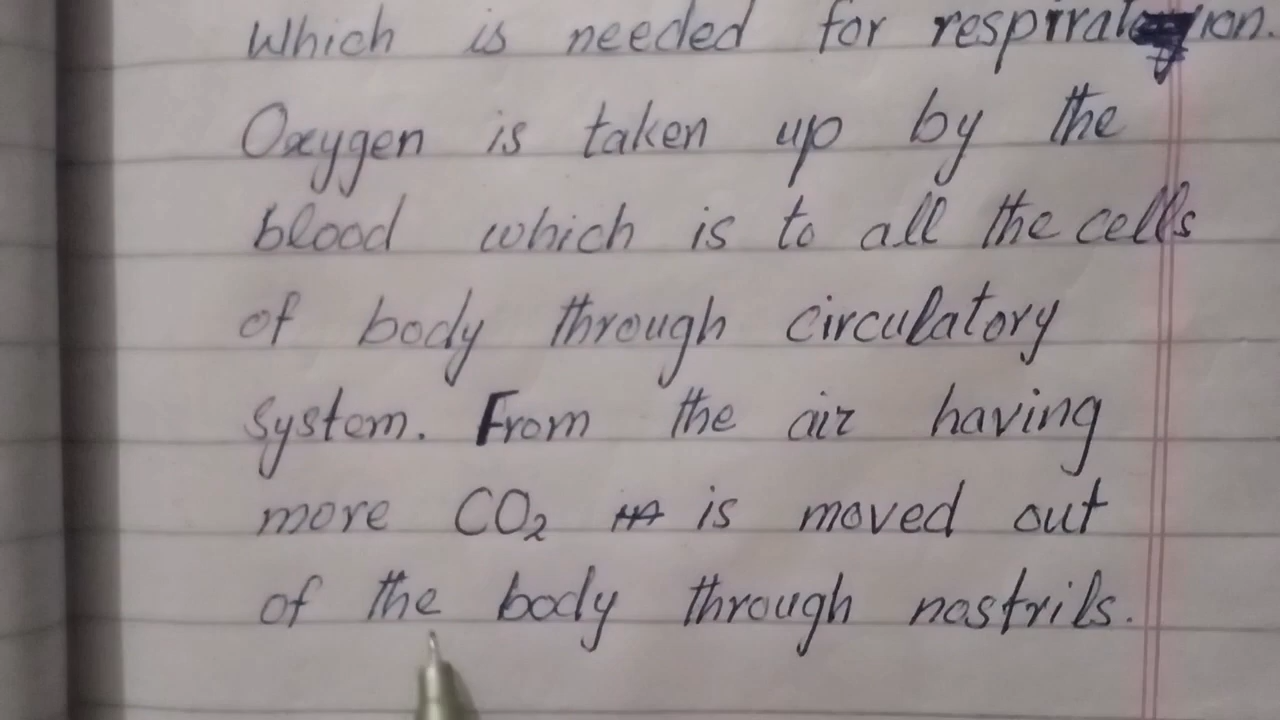 which is needed for respiration.
Oxygen is taken up by the
blood which is to all the cells
of body through circulatory
system. From the air having
more CO₂ is moved out
of the body through nostrils.